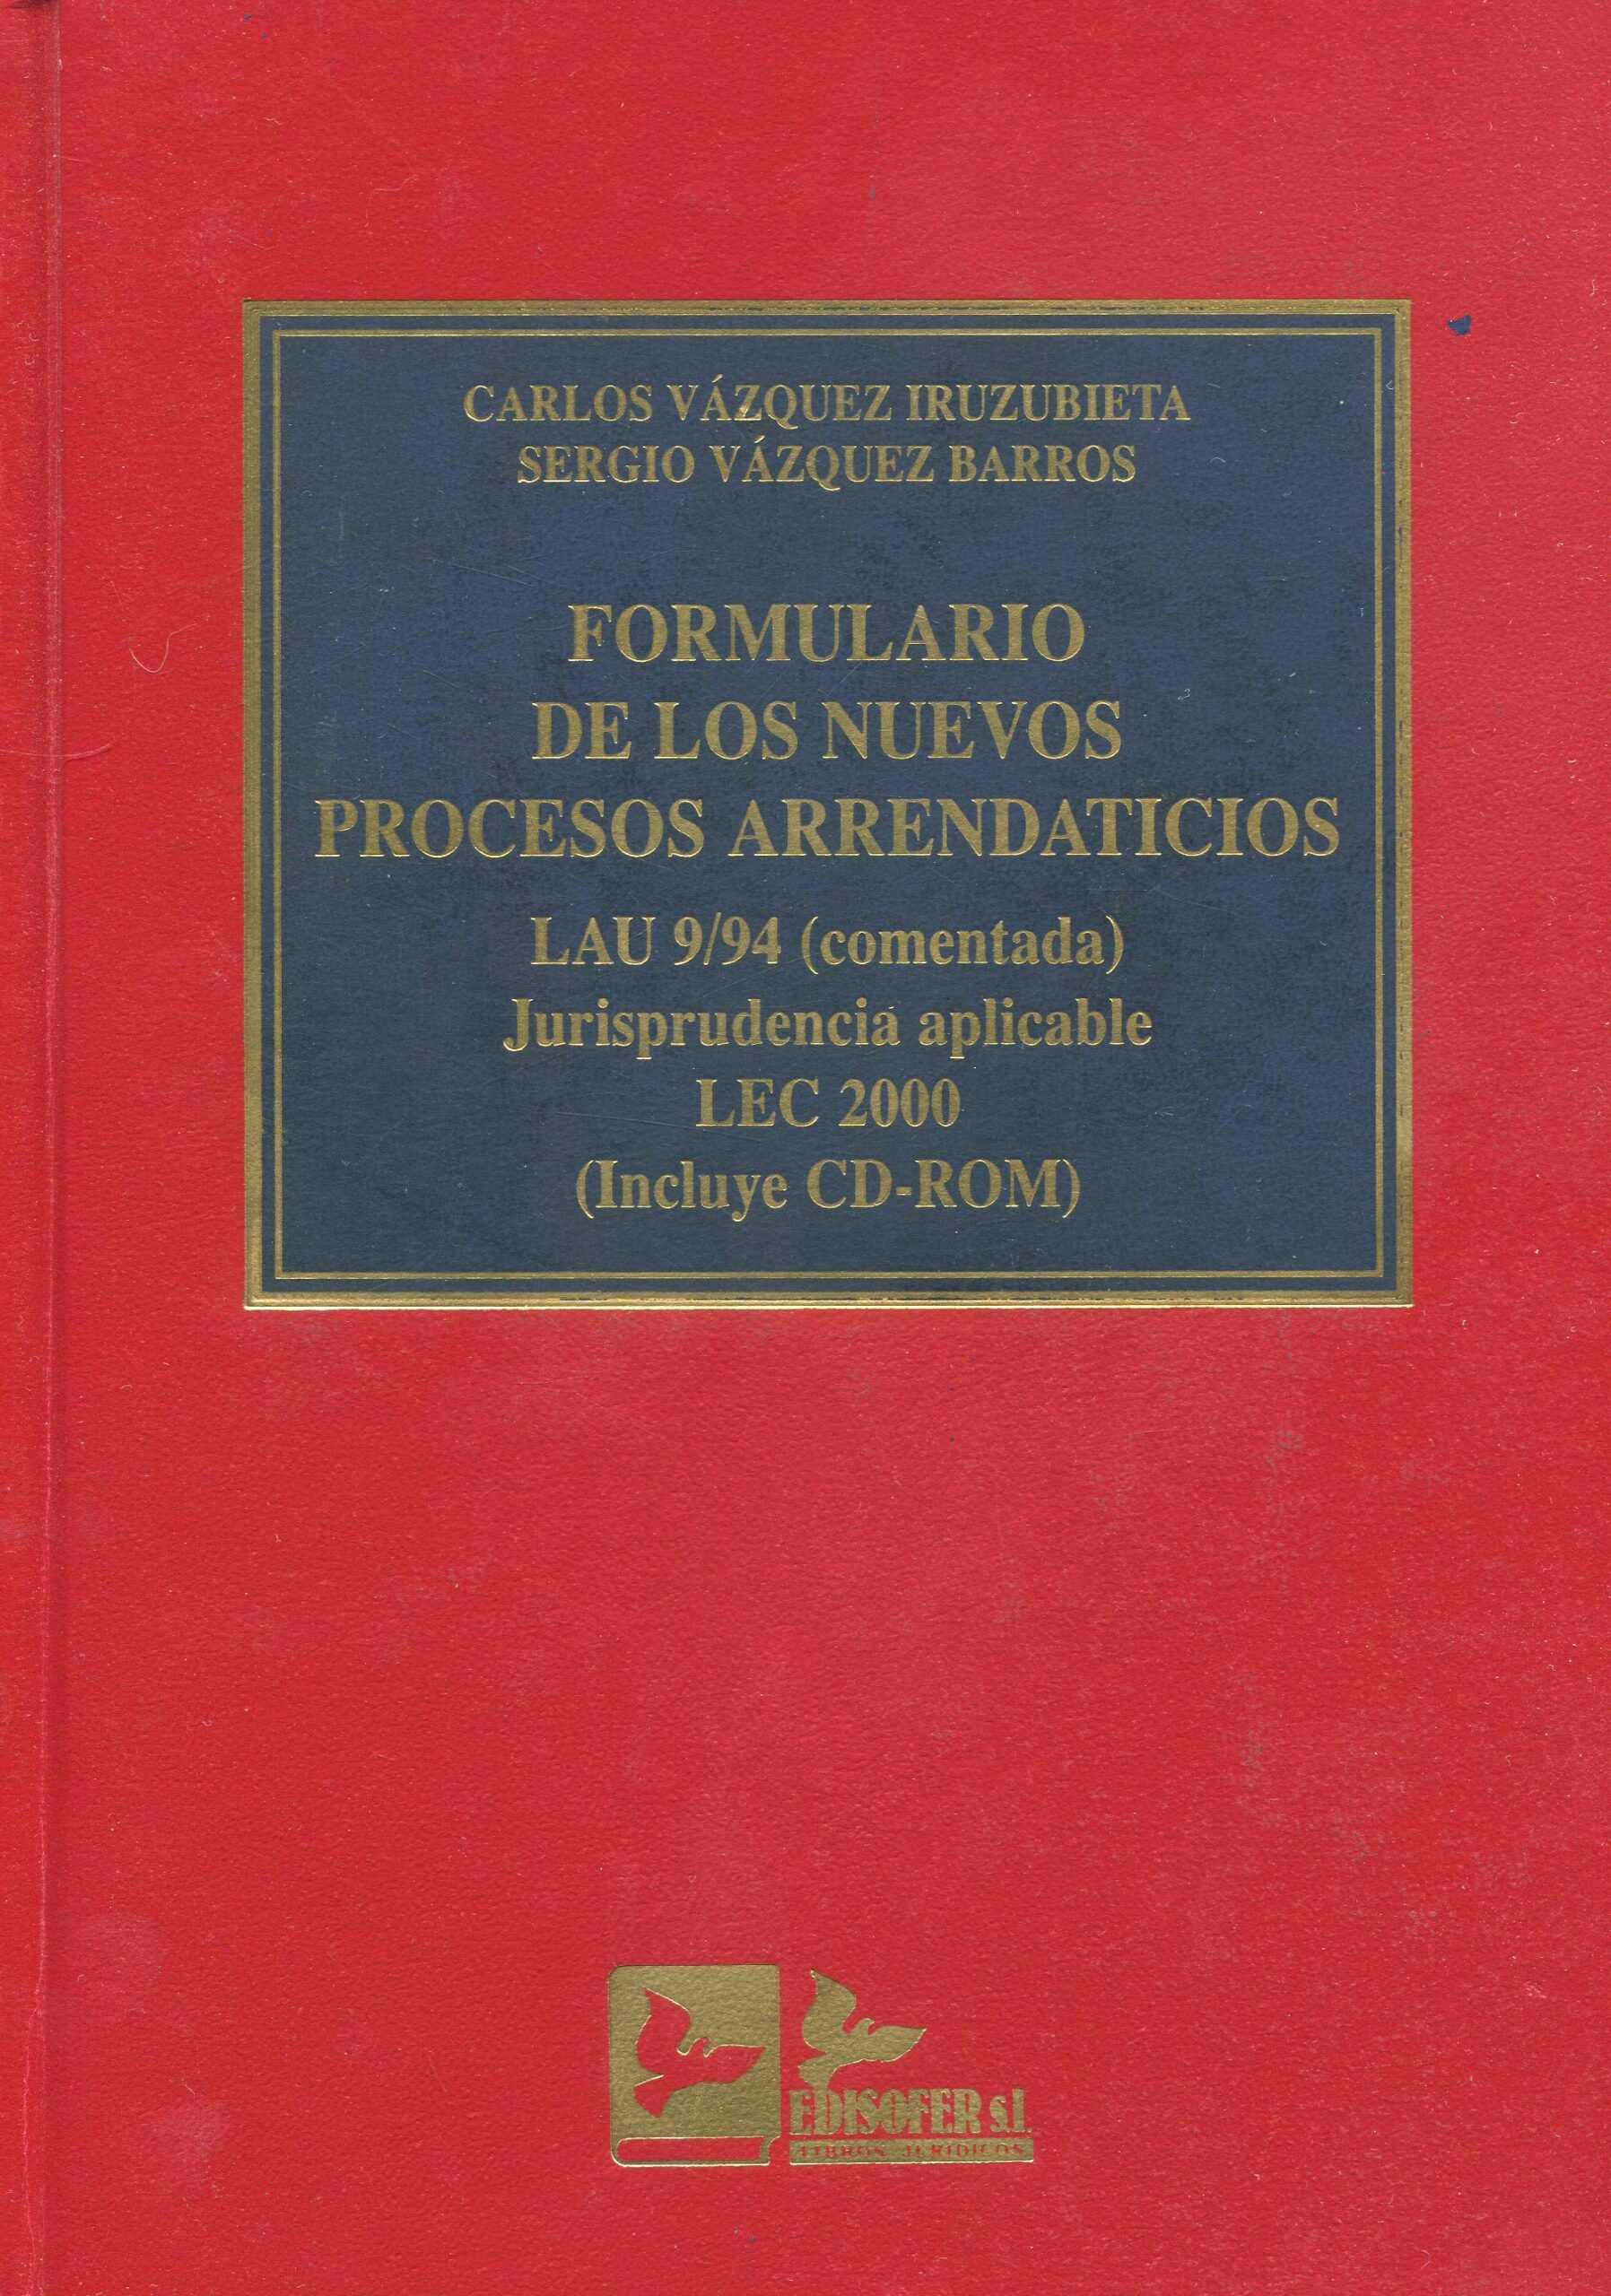 CARLOS VÁZQUEZ IRUZUBIETA
SERGIO VÁZQUEZ BARROS
FORMULARIO
DE LOS NUEVOS
PROCESOS ARRENDATICIOS
LAU 9/94 (comentada)
Jurisprudencia aplicable
LEC 2000
(Incluye CD-ROM)
EDISOFER s.l.
LIBROS JURIDICOS